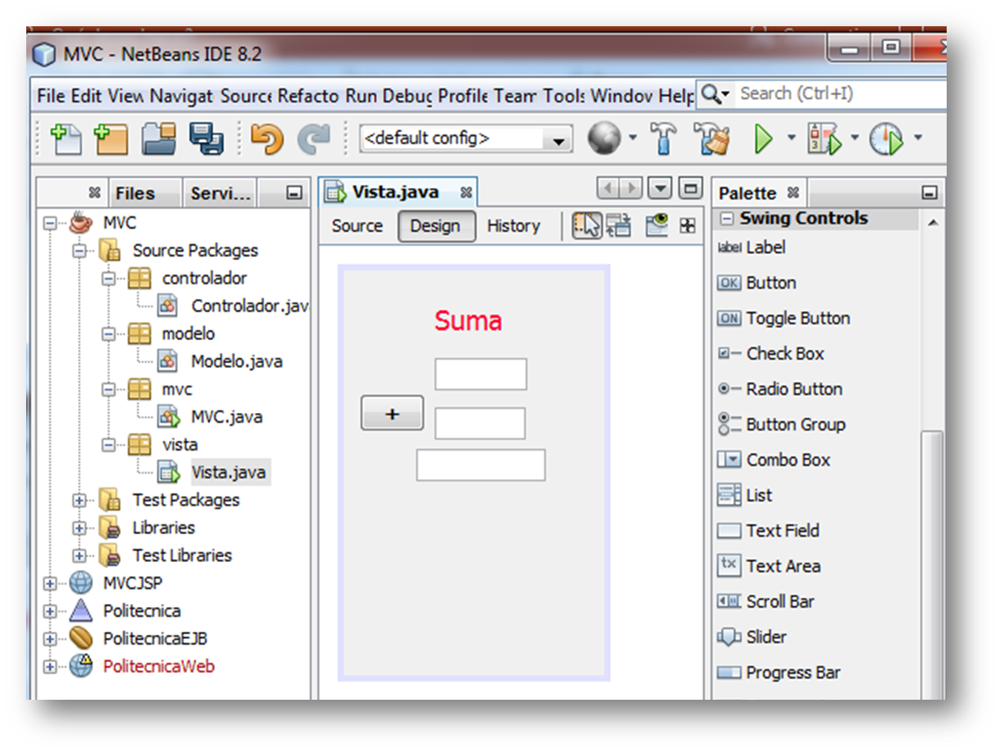 MVC - NetBeans IDE 8.2
File Edit View Navigat Source Refacto Run Debug Profile Team Tools Window Help Search (Ctrl+I)
<default config>
Files Servi...
MVC
Source Packages
controlador
Controlador.jav
modelo
Modelo.java
mvc
MVC.java
vista
Vista.java
Test Packages
Libraries
Test Libraries
MVCJSP
Politecnica
PolitecnicaEJB
PolitecnicaWeb
Vista.java
Source Design History
Suma
+
Palette
Swing Controls
label Label
OK Button
ON Toggle Button
Check Box
Radio Button
Button Group
Combo Box
List
Text Field
tx Text Area
Scroll Bar
Slider
Progress Bar